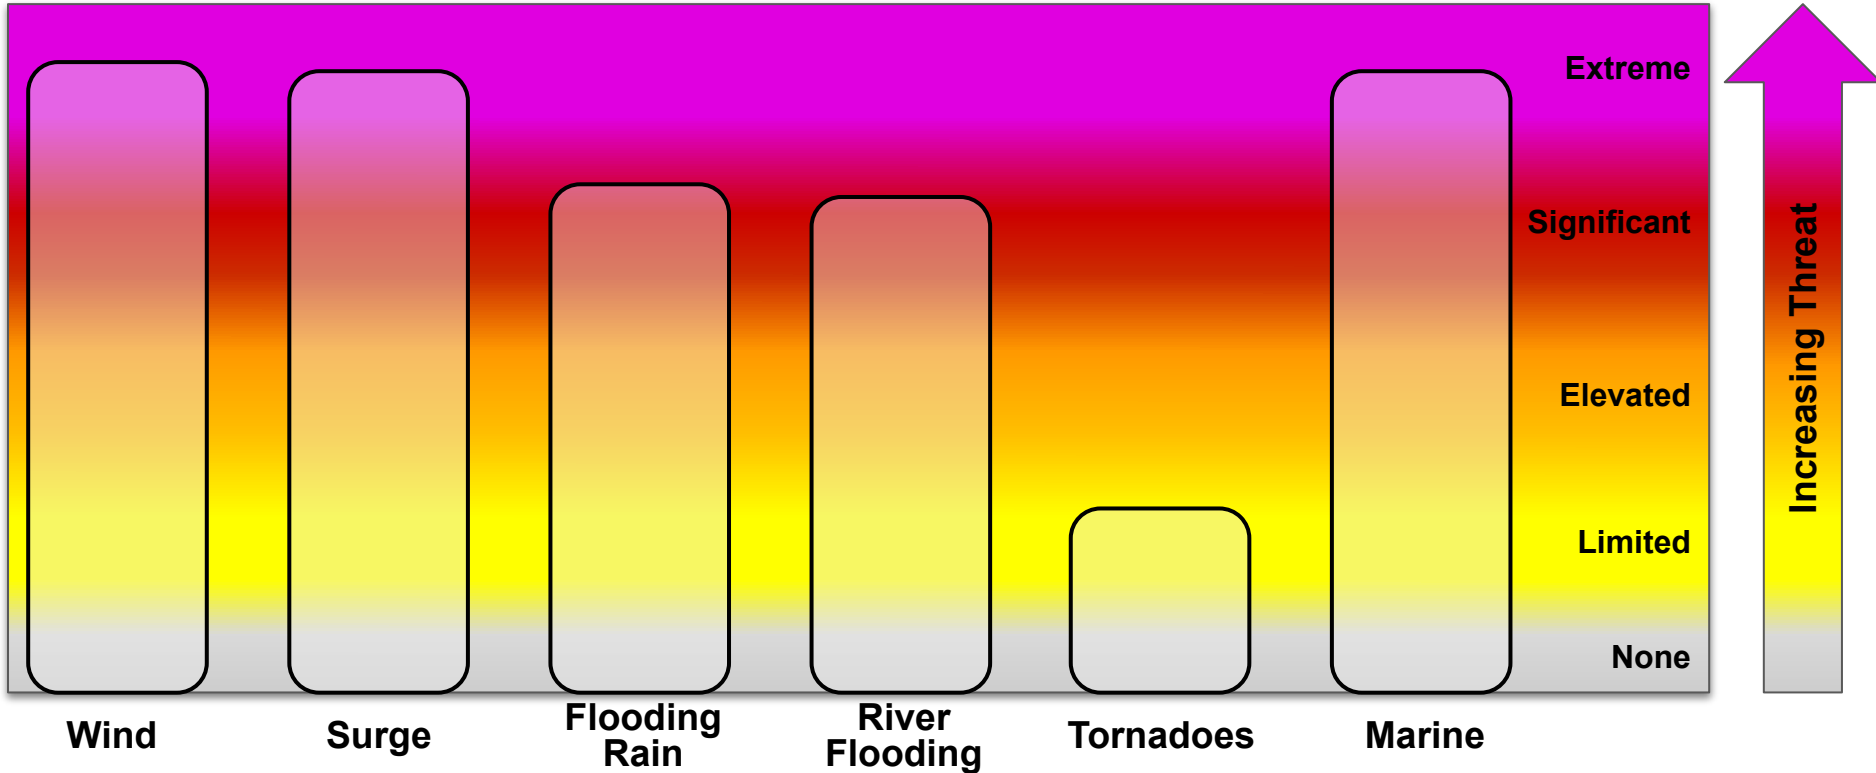 Extreme
Significant
Elevated
Limited
None
Increasing Threat
Wind
Surge
Flooding
Rain
River
Flooding
Tornadoes
Marine